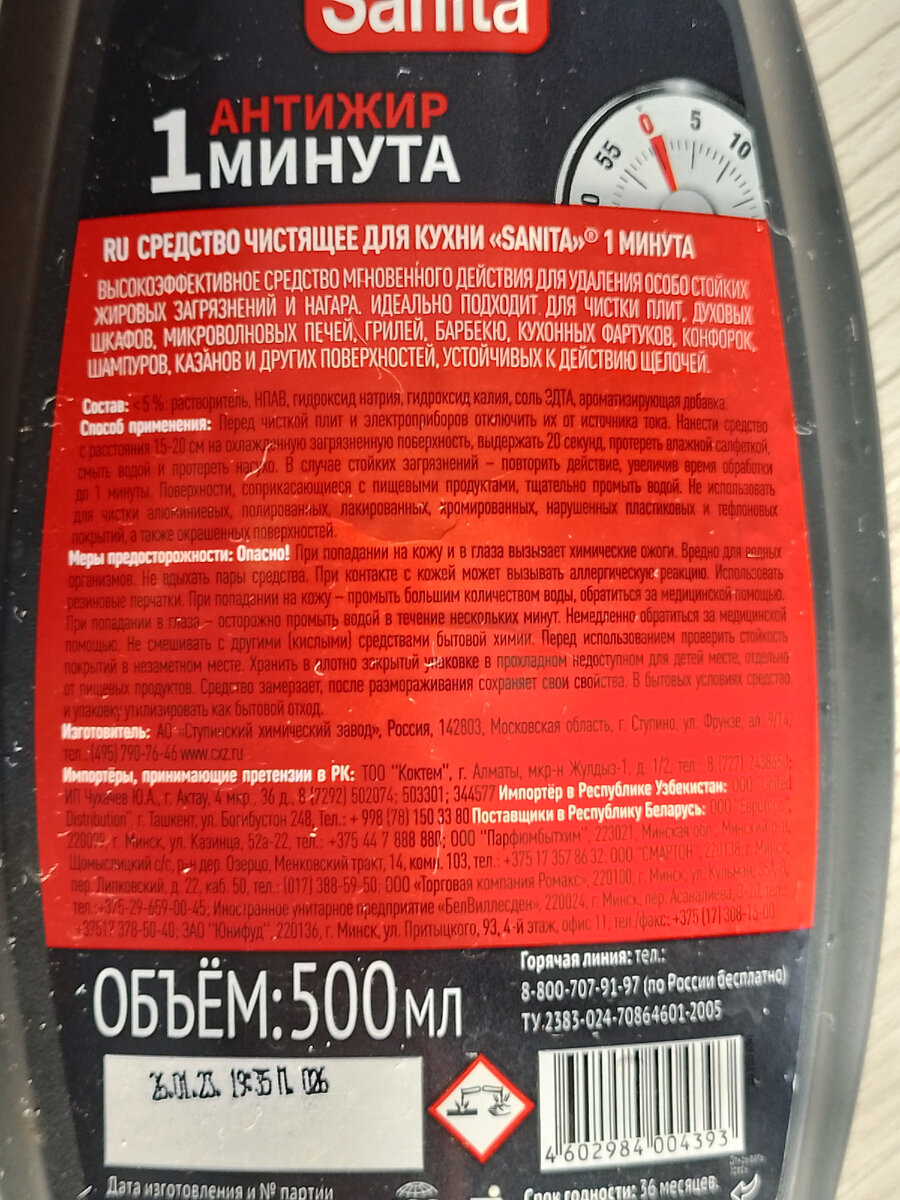 Sanita
АНТИЖИР
1 МИНУТА
0 5 10
55
RU СРЕДСТВО ЧИСТЯЩЕЕ ДЛЯ КУХНИ «SANITA»® 1 МИНУТА
ВЫСОКОЭФФЕКТИВНОЕ СРЕДСТВО МГНОВЕННОГО ДЕЙСТВИЯ ДЛЯ УДАЛЕНИЯ ОСОБО СТОЙКИХ
ЖИРОВЫХ ЗАГРЯЗНЕНИЙ И НАГАРА. ИДЕАЛЬНО ПОДХОДИТ ДЛЯ ЧИСТКИ ПЛИТ, ДУХОВЫХ
ШКАФОВ, МИКРОВОЛНОВЫХ ПЕЧЕЙ, ГРИЛЕЙ, БАРБЕКЮ, КУХОННЫХ ФАРТУКОВ, КОНФОРОК,
ШАМПУРОВ, КАЗАНОВ И ДРУГИХ ПОВЕРХНОСТЕЙ, УСТОЙЧИВЫХ К ДЕЙСТВИЮ ЩЕЛОЧЕЙ.
Состав: < 5 %: растворитель, НПАВ, гидроксид натрия, гидроксид калия, соль ЭДТА, ароматизирующая добавка.
Способ применения: Перед чисткой плит и электроприборов отключить их от источника тока. Нанести средство
с расстояния 15-20 см на охлажденную загрязненную поверхность, выдержать 20 секунд, протереть влажной салфеткой,
смыть водой и протереть насухо. В случае стойких загрязнений – повторить действие, увеличив время обработки
до 1 минуты. Поверхности, соприкасающиеся с пищевыми продуктами, тщательно промыть водой. Не использовать
для чистки алюминиевых, полированных, лакированных, хромированных, нарушенных пластиковых и тефлоновых
покрытий, а также окрашенных поверхностей.
Меры предосторожности: Опасно! При попадании на кожу и в глаза вызывает химические ожоги. Вредно для водных
организмов. Не вдыхать пары средства. При контакте с кожей может вызывать аллергическую реакцию. Использовать
резиновые перчатки. При попадании на кожу – промыть большим количеством воды, обратиться за медицинской помощью.
При попадании в глаза – осторожно промыть водой в течение нескольких минут. Немедленно обратиться за медицинской
помощью. Не смешивать с другими (кислыми) средствами бытовой химии. Перед использованием проверить стойкость
покрытий в незаметном месте. Хранить в плотно закрытой упаковке в прохладном недоступном для детей месте, отдельно
от пищевых продуктов. Средство замерзает, после размораживания сохраняет свои свойства. В бытовых условиях средство
и упаковку утилизировать как бытовой отход.
Изготовитель: АО «Ступинский химический завод», Россия, 142803, Московская область, г. Ступино, ул. Фрунзе, вл. 9/14,
тел.: (495) 790-76-46 www.cxz.ru
Импортёры, принимающие претензии в РК: ТОО "Коктем", г. Алматы, мкр-н Жулдыз-1, д. 1/2, тел.: 8 (727)
ИП Чухачёв Ю.А., г. Актау, 4 мкр., 36 д., 8 (7292) 502074; 503301; 344577 Импортёр в Республике Узбекистан: ООО "United
Distribution", г. Ташкент, ул. Богибустон 248, Тел.: + 998 (78) 150 33 80 Поставщики в Республику Беларусь: ООО
г. Минск, ул. Казинца, 52а-22, тел.: +375 44 7 888 880; ООО "Парфюмбытхим", 223021, Минская обл., Минский р-н,
Щомыслицкий с/с, р-н дер. Озерцо, Менковский тракт, 14, комн. 103, тел.: +375 17 357 86 32, ООО "СМАРТОН", 220138, г. Минск,
пер. Липковский, д. 22, каб. 50, тел.: (017) 388-59-50; ООО «Торговая компания Ромакс», 220100, г. Минск, ул. Кульман,
тел.: +375-29-659-00-45; Иностранное унитарное предприятие «БелВиллесден», 220024, г. Минск, пер. Асаналиева,
+37517 378-50-40; ЗАО "Юнифуд", 220136, г. Минск, ул. Притыцкого, 93, 4-й этаж, офис 11, тел./факс: +375 (17)
ОБЪЁМ: 500 МЛ
Горячая линия: тел.:
8-800-707-91-97 (по России бесплатно)
ТУ 2383-024-70864601-2005
26.01.23. 19:35 П. 026
4 602984 004393
Дата изготовления и № партии
Срок годности: 36 месяцев.